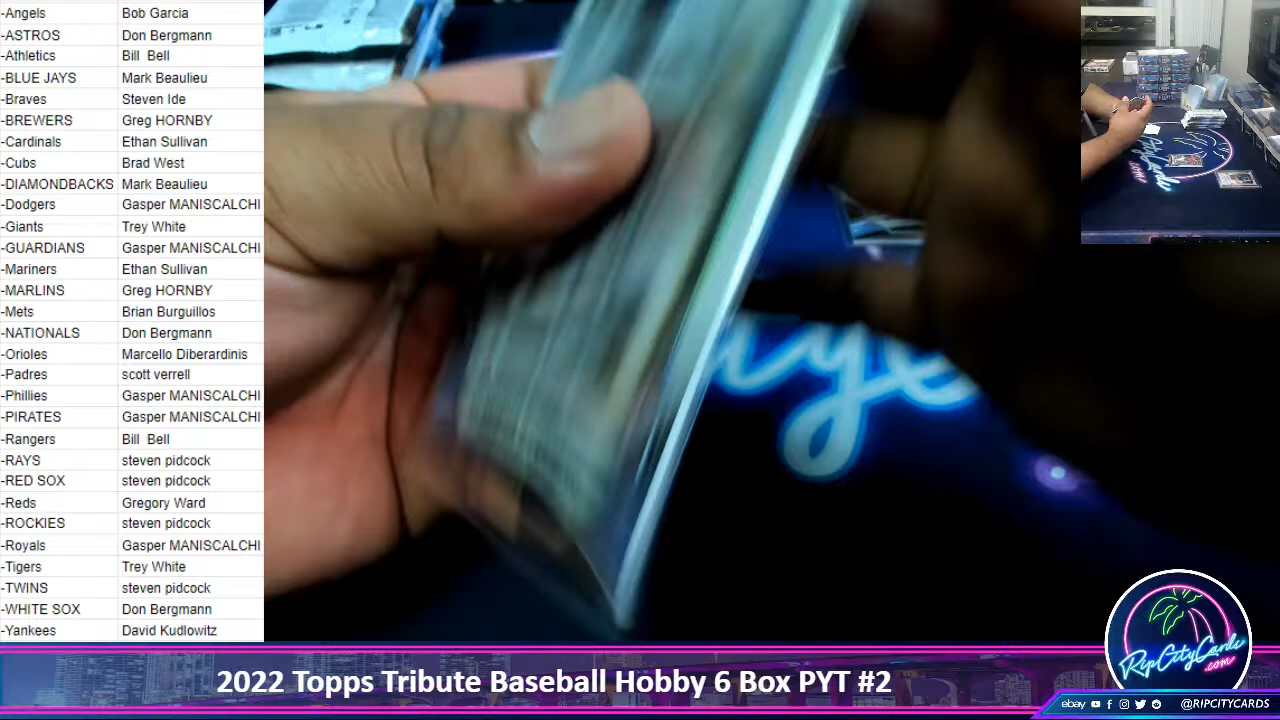 -Angels Bob Garcia
-ASTROS Don Bergmann
-Athletics Bill Bell
-BLUE JAYS Mark Beaulieu
-Braves Steven Ide
-BREWERS Greg HORNBY
-Cardinals Ethan Sullivan
-Cubs Brad West
-DIAMONDBACKS Mark Beaulieu
-Dodgers Gasper MANISCALCHI
-Giants Trey White
-GUARDIANS Gasper MANISCALCHI
-Mariners Ethan Sullivan
-MARLINS Greg HORNBY
-Mets Brian Burguillos
-NATIONALS Don Bergmann
-Orioles Marcello Diberardinis
-Padres scott verrell
-Phillies Gasper MANISCALCHI
-PIRATES Gasper MANISCALCHI
-Rangers Bill Bell
-RAYS steven pidcock
-RED SOX steven pidcock
-Reds Gregory Ward
-ROCKIES steven pidcock
-Royals Gasper MANISCALCHI
-Tigers Trey White
-TWINS steven pidcock
-WHITE SOX Don Bergmann
-Yankees David Kudlowitz
2022 Topps Tribute Baseball Hobby 6 Box PYT #2
RipCityCards
.com
ebay @RIPCITYCARDS